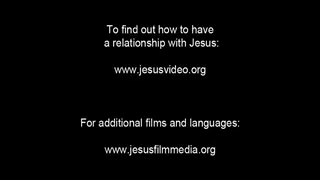 To find out how to have
a relationship with Jesus:
www.jesusvideo.org
For additional films and languages:
www.jesusfilmmedia.org